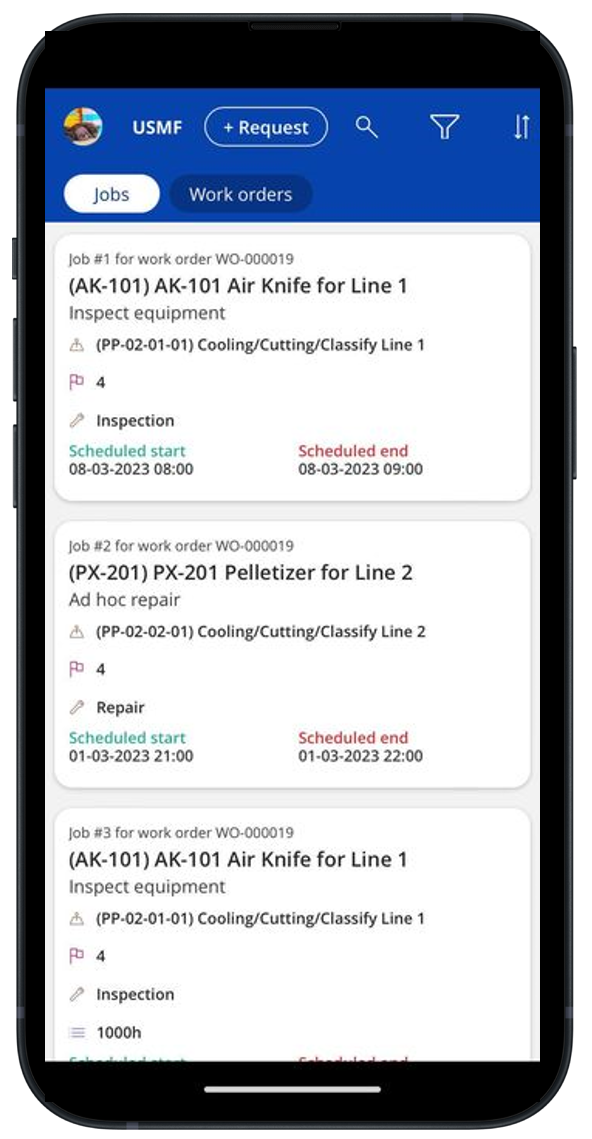 USMF + Request
Jobs Work orders
Job #1 for work order WO-000019
(AK-101) AK-101 Air Knife for Line 1
Inspect equipment
(PP-02-01-01) Cooling/Cutting/Classify Line 1
4
Inspection
Scheduled start Scheduled end
08-03-2023 08:00 08-03-2023 09:00
Job #2 for work order WO-000019
(PX-201) PX-201 Pelletizer for Line 2
Ad hoc repair
(PP-02-02-01) Cooling/Cutting/Classify Line 2
4
Repair
Scheduled start Scheduled end
01-03-2023 21:00 01-03-2023 22:00
Job #3 for work order WO-000019
(AK-101) AK-101 Air Knife for Line 1
Inspect equipment
(PP-02-01-01) Cooling/Cutting/Classify Line 1
4
Inspection
1000h
Scheduled start Scheduled end